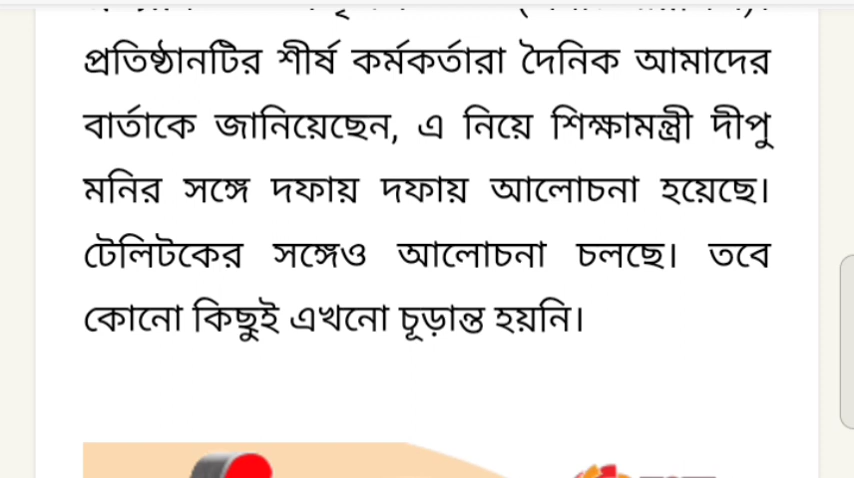 প্রতিষ্ঠানটির শীর্ষ কর্মকর্তারা দৈনিক আমাদের
বার্তাকে জানিয়েছেন, এ নিয়ে শিক্ষামন্ত্রী দীপু
মনির সঙ্গে দফায় দফায় আলোচনা হয়েছে।
টেলিটকের সঙ্গেও আলোচনা চলছে। তবে
কোনো কিছুই এখনো চূড়ান্ত হয়নি।